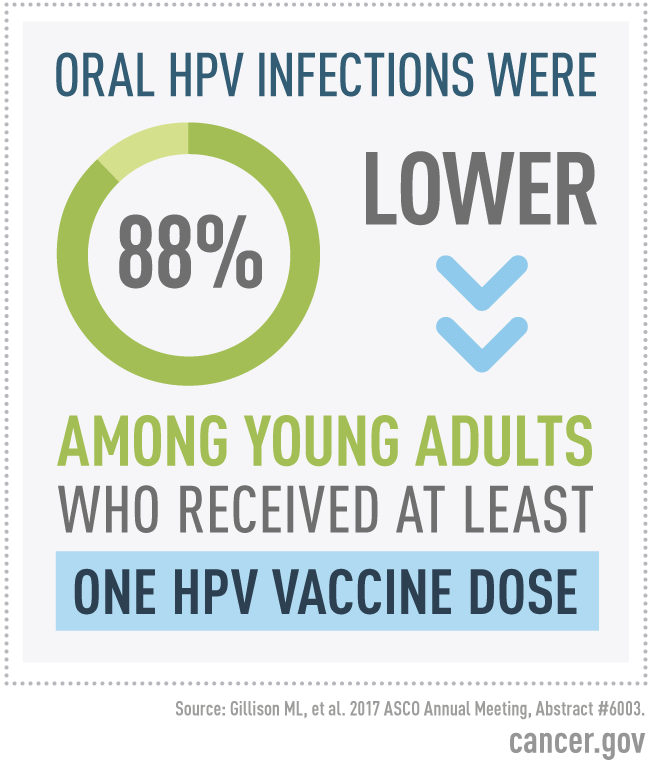 ORAL HPV INFECTIONS WERE
88%
LOWER
AMONG YOUNG ADULTS
WHO RECEIVED AT LEAST
ONE HPV VACCINE DOSE
Source: Gillison ML, et al. 2017 ASCO Annual Meeting, Abstract #6003.
cancer.gov